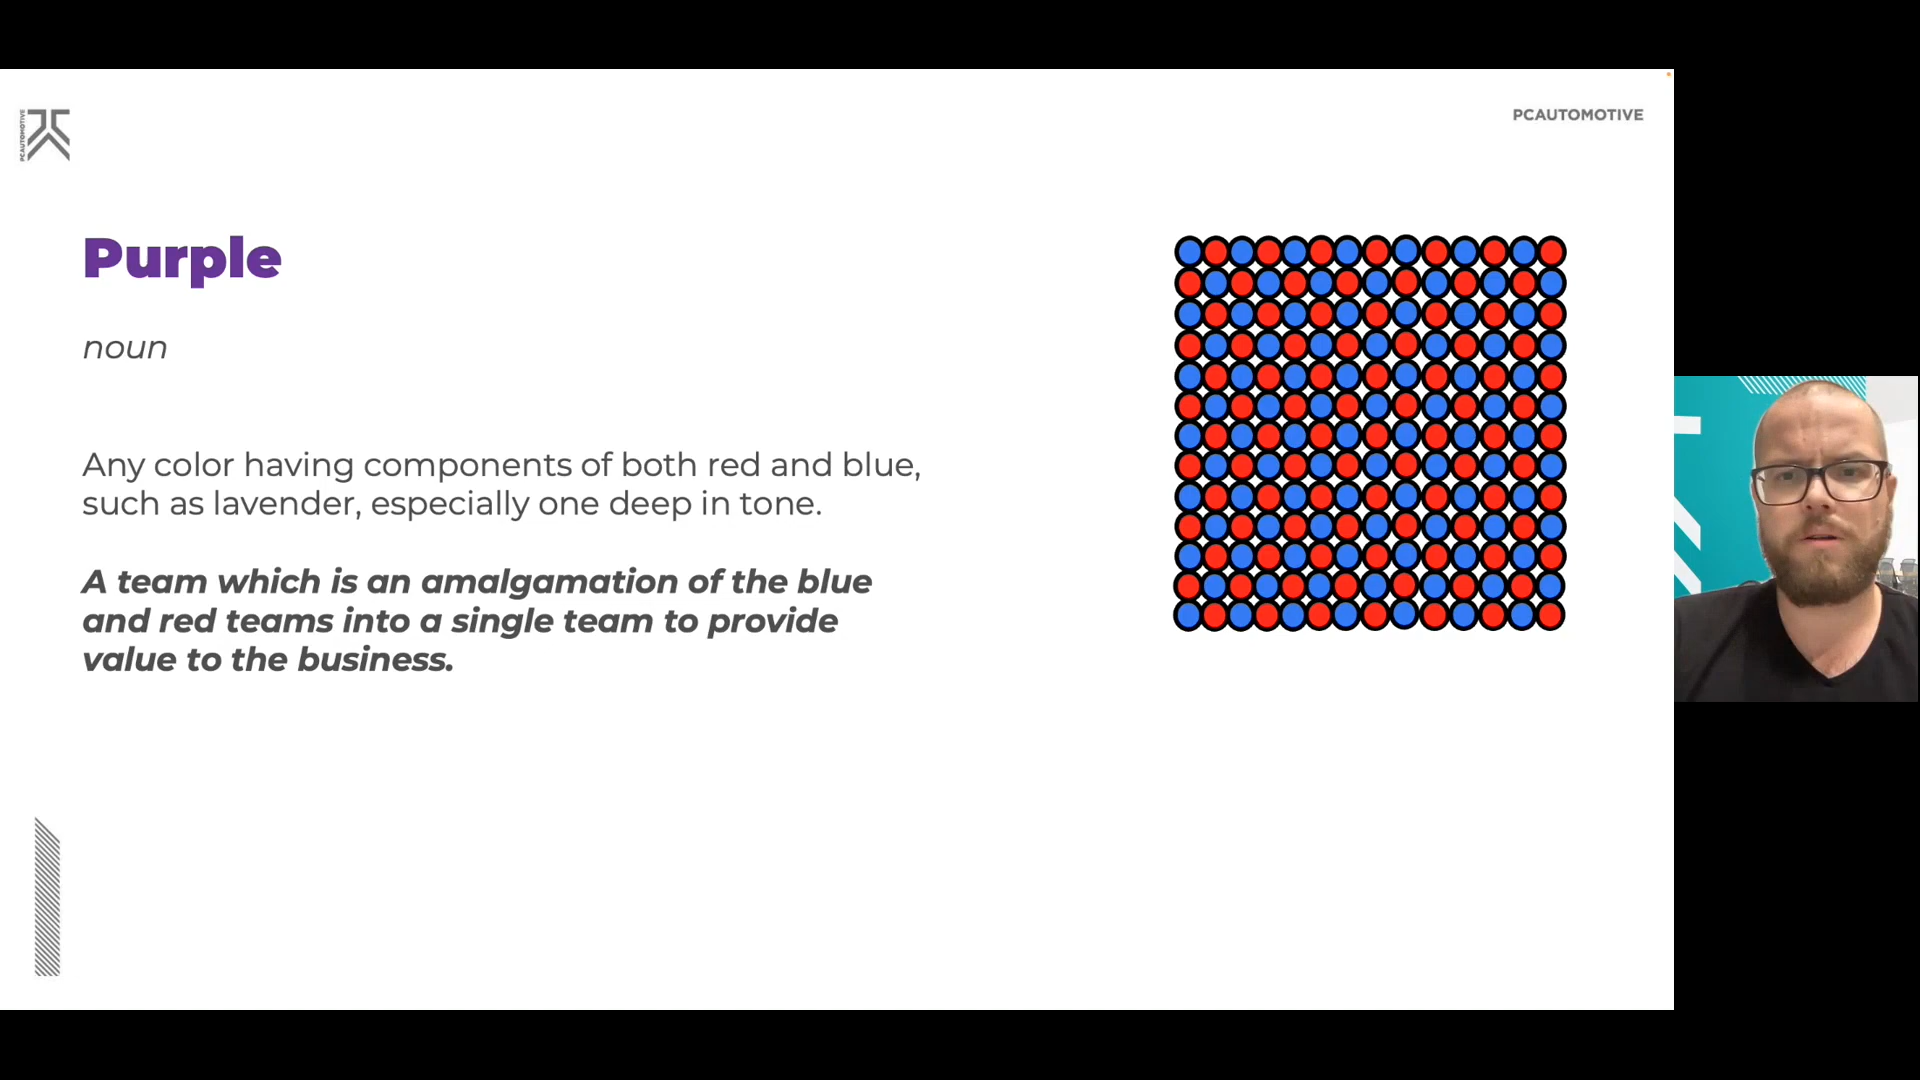 PCAUTOMOTIVE
PCAUTOMOTIVE
Purple
noun
Any color having components of both red and blue,
such as lavender, especially one deep in tone.
A team which is an amalgamation of the blue
and red teams into a single team to provide
value to the business.